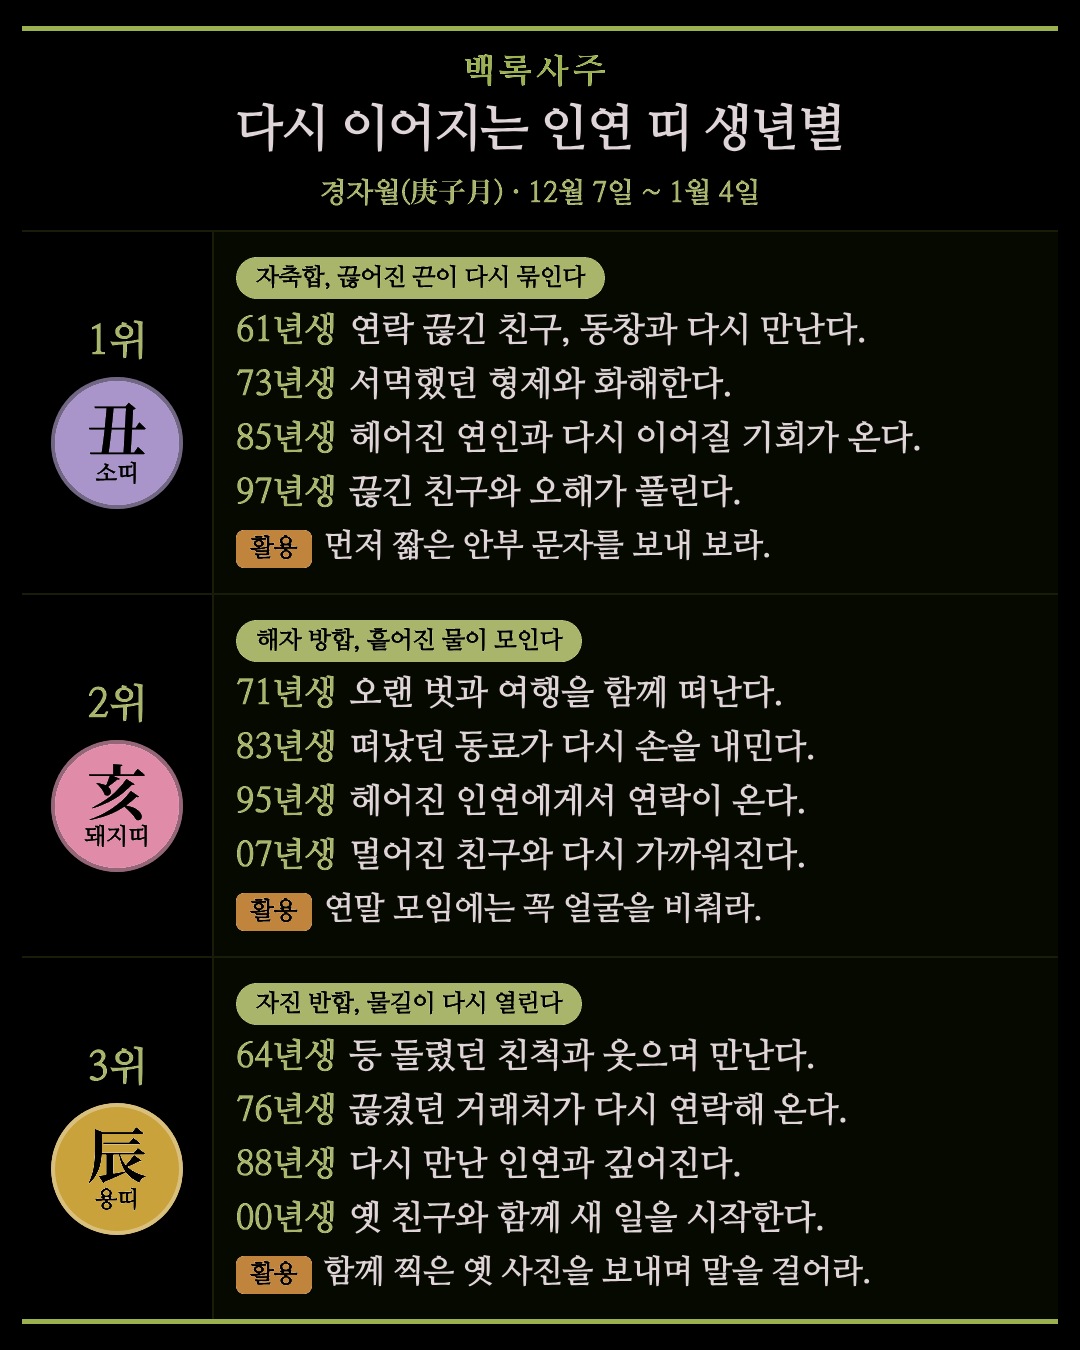 백록사주
다시 이어지는 인연 띠 생년별
경자월(庚子月) · 12월 7일 ~ 1월 4일
1위
丑
소띠
자축합, 끊어진 끈이 다시 묶인다
61년생 연락 끊긴 친구, 동창과 다시 만난다.
73년생 서먹했던 형제와 화해한다.
85년생 헤어진 연인과 다시 이어질 기회가 온다.
97년생 끊긴 친구와 오해가 풀린다.
활용 먼저 짧은 안부 문자를 보내 보라.
2위
亥
돼지띠
해자 방합, 흩어진 물이 모인다
71년생 오랜 벗과 여행을 함께 떠난다.
83년생 떠났던 동료가 다시 손을 내민다.
95년생 헤어진 인연에게서 연락이 온다.
07년생 멀어진 친구와 다시 가까워진다.
활용 연말 모임에는 꼭 얼굴을 비춰라.
3위
辰
용띠
자진 반합, 물길이 다시 열린다
64년생 등 돌렸던 친척과 웃으며 만난다.
76년생 끊겼던 거래처가 다시 연락해 온다.
88년생 다시 만난 인연과 깊어진다.
00년생 옛 친구와 함께 새 일을 시작한다.
활용 함께 찍은 옛 사진을 보내며 말을 걸어라.